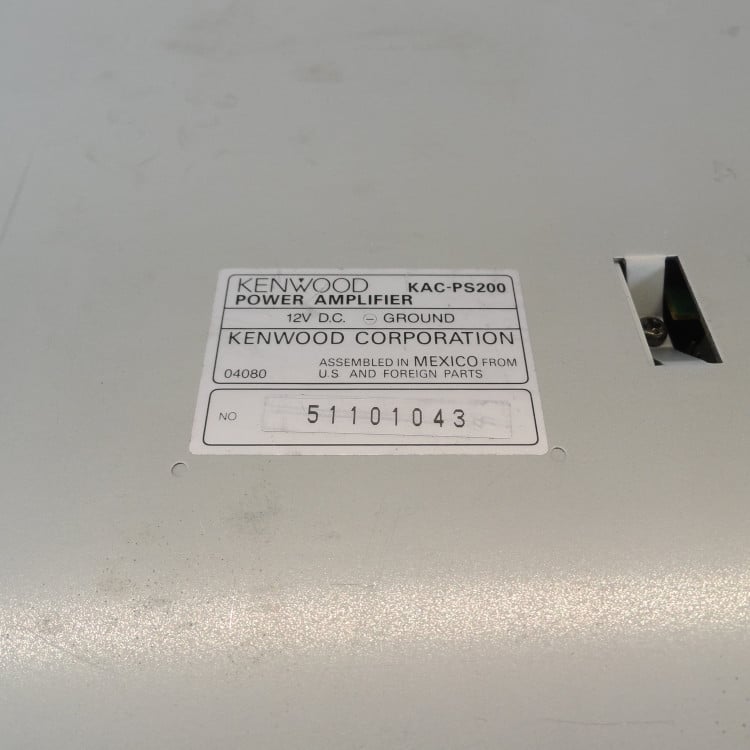 KENWOOD KAC-PS200
POWER AMPLIFIER
12V D.C. ⊖ GROUND
KENWOOD CORPORATION
ASSEMBLED IN MEXICO FROM
04080 U.S AND FOREIGN PARTS
NO 51101043